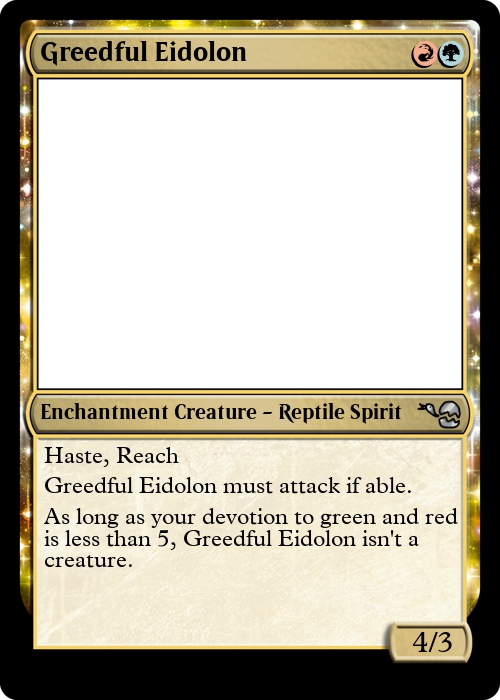 Greedful Eidolon
Enchantment Creature – Reptile Spirit
Haste, Reach
Greedful Eidolon must attack if able.
As long as your devotion to green and red
is less than 5, Greedful Eidolon isn't a
creature.
4/3